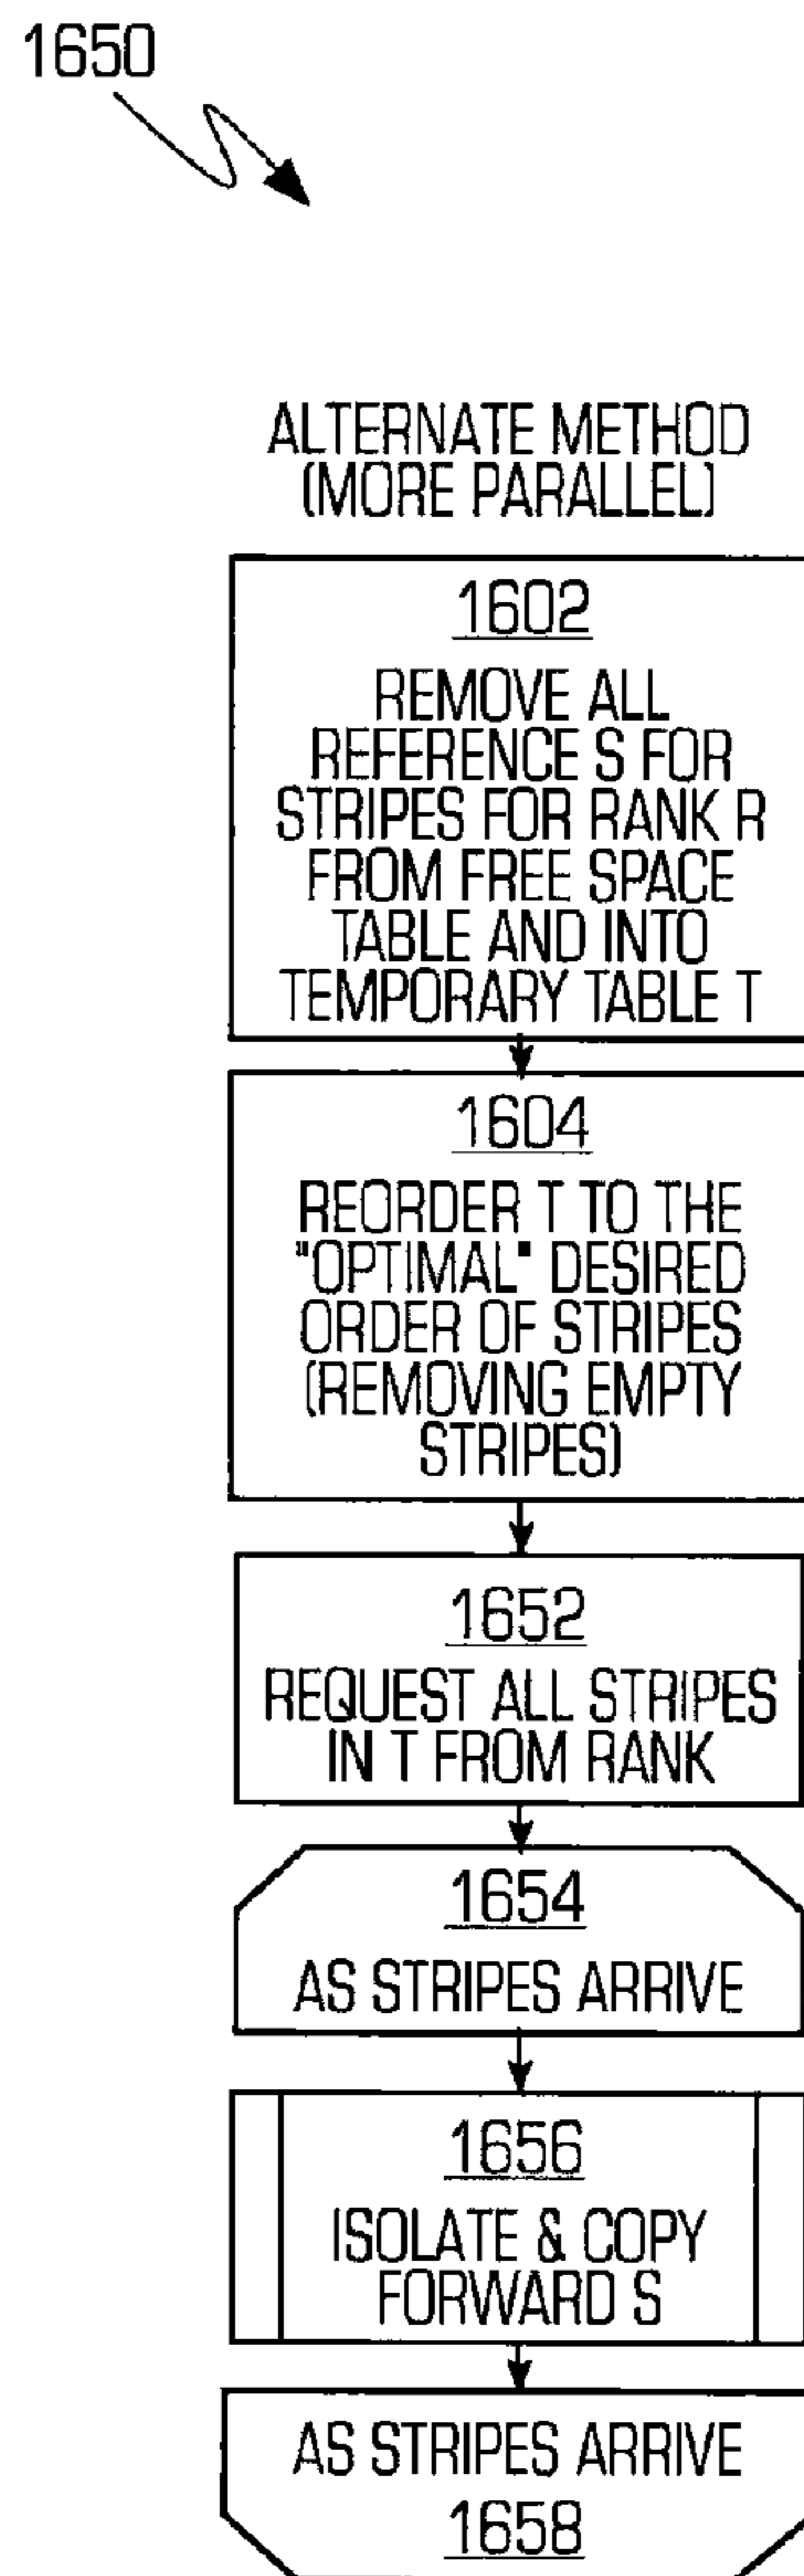 1650
ALTERNATE METHOD
(MORE PARALLEL)
1602
REMOVE ALL
REFERENCE S FOR
STRIPES FOR RANK R
FROM FREE SPACE
TABLE AND INTO
TEMPORARY TABLE T
1604
REORDER T TO THE
"OPTIMAL" DESIRED
ORDER OF STRIPES
(REMOVING EMPTY
STRIPES)
1652
REQUEST ALL STRIPES
IN T FROM RANK
1654
AS STRIPES ARRIVE
1656
ISOLATE & COPY
FORWARD S
AS STRIPES ARRIVE
1658